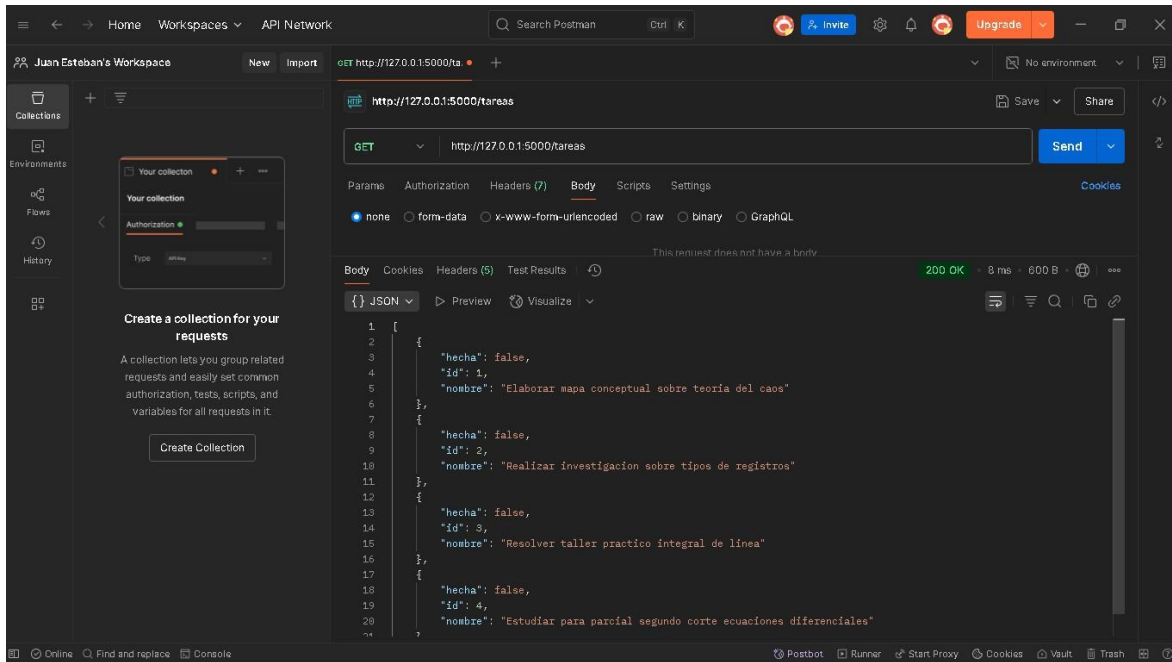 Home Workspaces API Network Search Postman Ctrl K Invite Upgrade
Juan Esteban's Workspace New Import GET http://127.0.0.1:5000/ta. No environment
Collections
Environments
Flows
History
Your collecton
Your collection
Authorization
Type API Key
Create a collection for your
requests
A collection lets you group related
requests and easily set common
authorization, tests, scripts, and
variables for all requests in it.
Create Collection
HTTP http://127.0.0.1:5000/tareas Save Share
GET http://127.0.0.1:5000/tareas Send
Params Authorization Headers (7) Body Scripts Settings Cookies
none form-data x-www-form-urlencoded raw binary GraphQL
This request does not have a body
Body Cookies Headers (5) Test Results 200 OK 8 ms 600 B
{} JSON Preview Visualize
1 [
2 {
3 "hecha": false,
4 "id": 1,
5 "nombre": "Elaborar mapa conceptual sobre teoria del caos"
6 },
7 {
8 "hecha": false,
9 "id": 2,
10 "nombre": "Realizar investigacion sobre tipos de registros"
11 },
12 {
13 "hecha": false,
14 "id": 3,
15 "nombre": "Resolver taller practico integral de linea"
16 },
17 {
18 "hecha": false,
19 "id": 4,
20 "nombre": "Estudiar para parcial segundo corte ecuaciones diferenciales"
21 }
Online Find and replace Console Postbot Runner Start Proxy Cookies Vault Trash